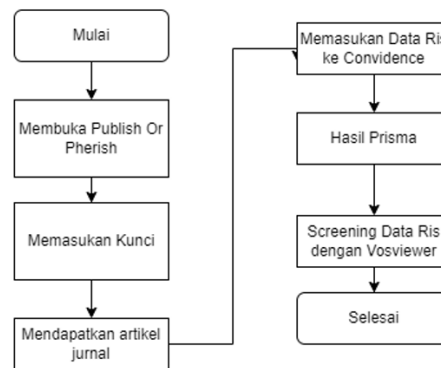 Mulai
Membuka Publish Or
Pherish
Memasukan Kunci
Mendapatkan artikel
jurnal
Memasukan Data Ris
ke Convidence
Hasil Prisma
Screening Data Ris
dengan Vosviewer
Selesai